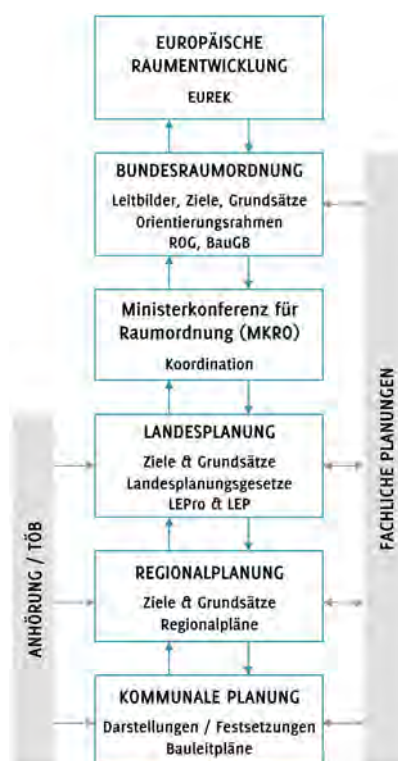 EUROPÄISCHE
RAUMENTWICKLUNG
EUREK
BUNDESRAUMORDNUNG
Leitbilder, Ziele, Grundsätze
Orientierungsrahmen
ROG, BauGB
Ministerkonferenz für
Raumordnung (MKRO)
Koordination
LANDESPLANUNG
Ziele & Grundsätze
Landesplanungsgesetze
LEPro & LEP
REGIONALPLANUNG
Ziele & Grundsätze
Regionalpläne
KOMMUNALE PLANUNG
Darstellungen / Festsetzungen
Bauleitpläne
ANHÖRUNG / TÖB
FACHLICHE PLANUNGEN